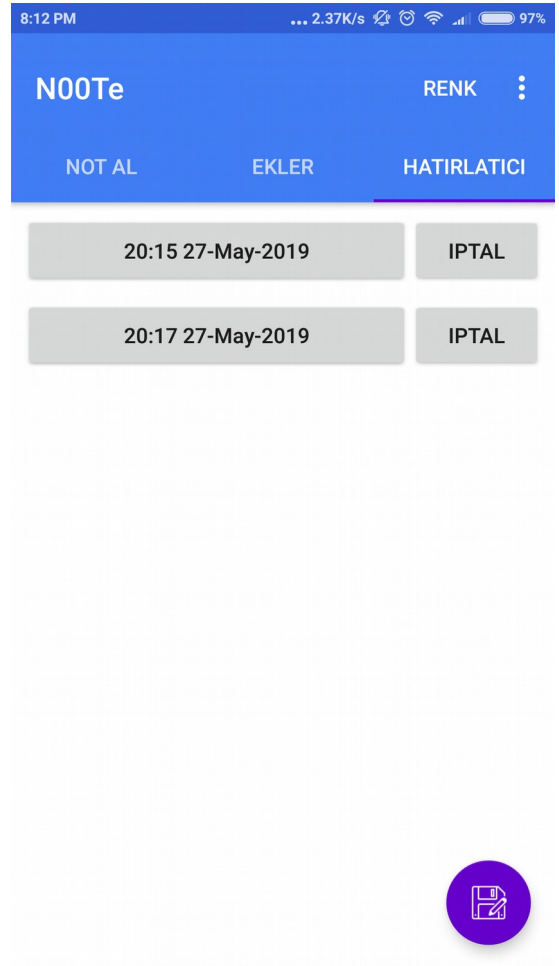 8:12 PM ... 2.37K/s 97%
N00Te RENK
NOT AL EKLER HATIRLATICI
20:15 27-May-2019 IPTAL
20:17 27-May-2019 IPTAL